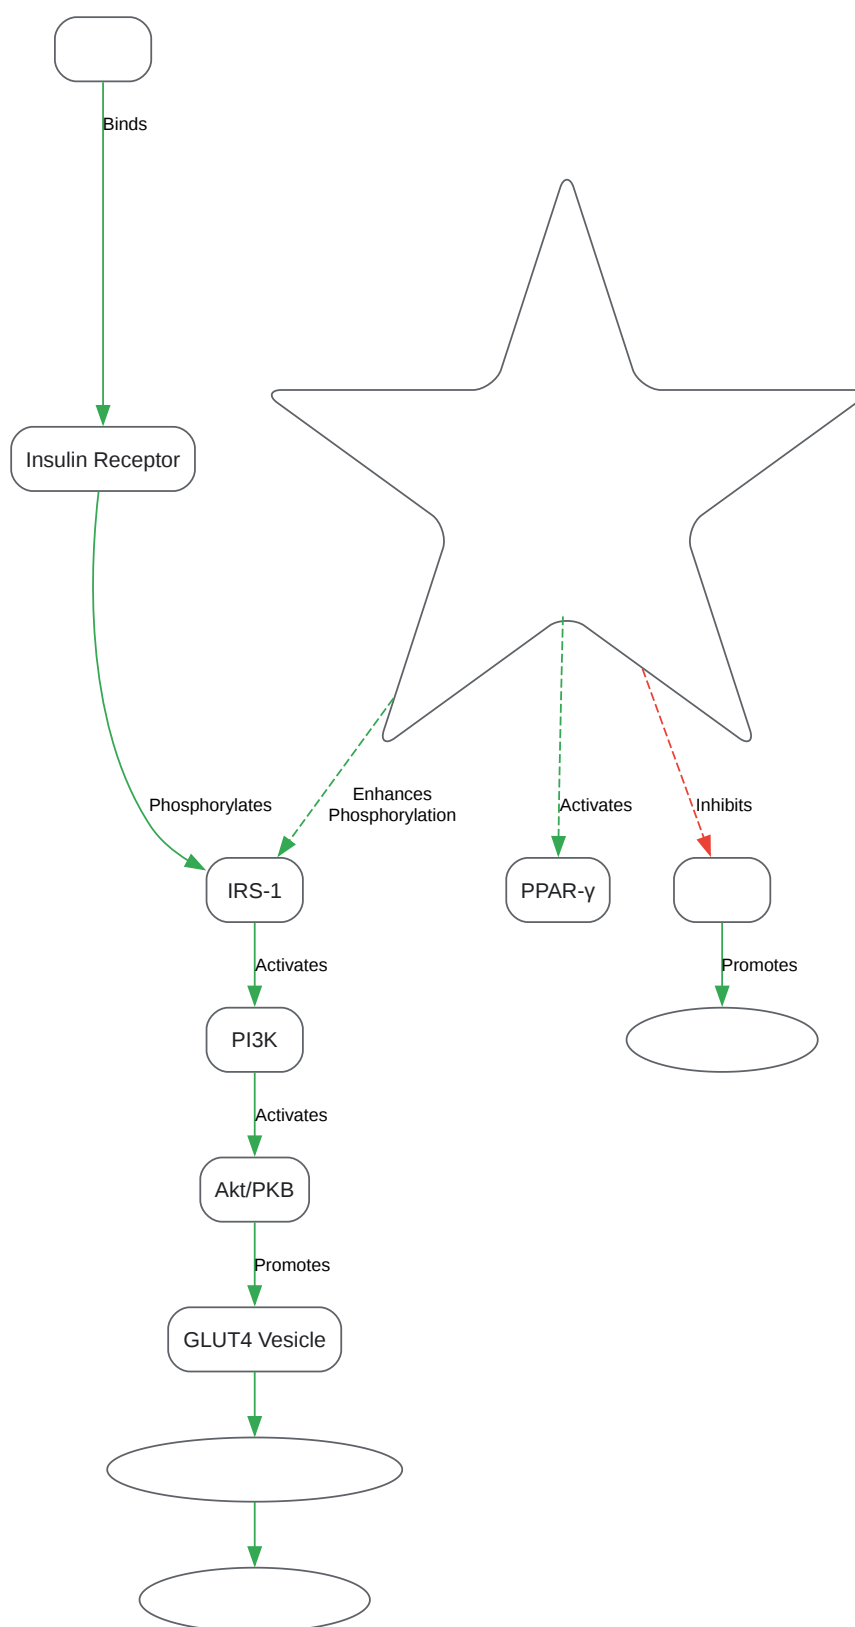 Binds
Insulin Receptor
Enhances
Phosphorylation
Phosphorylates
Activates
Inhibits
IRS-1
PPAR-γ
Activates
Promotes
PI3K
Activates
Akt/PKB
Promotes
GLUT4 Vesicle